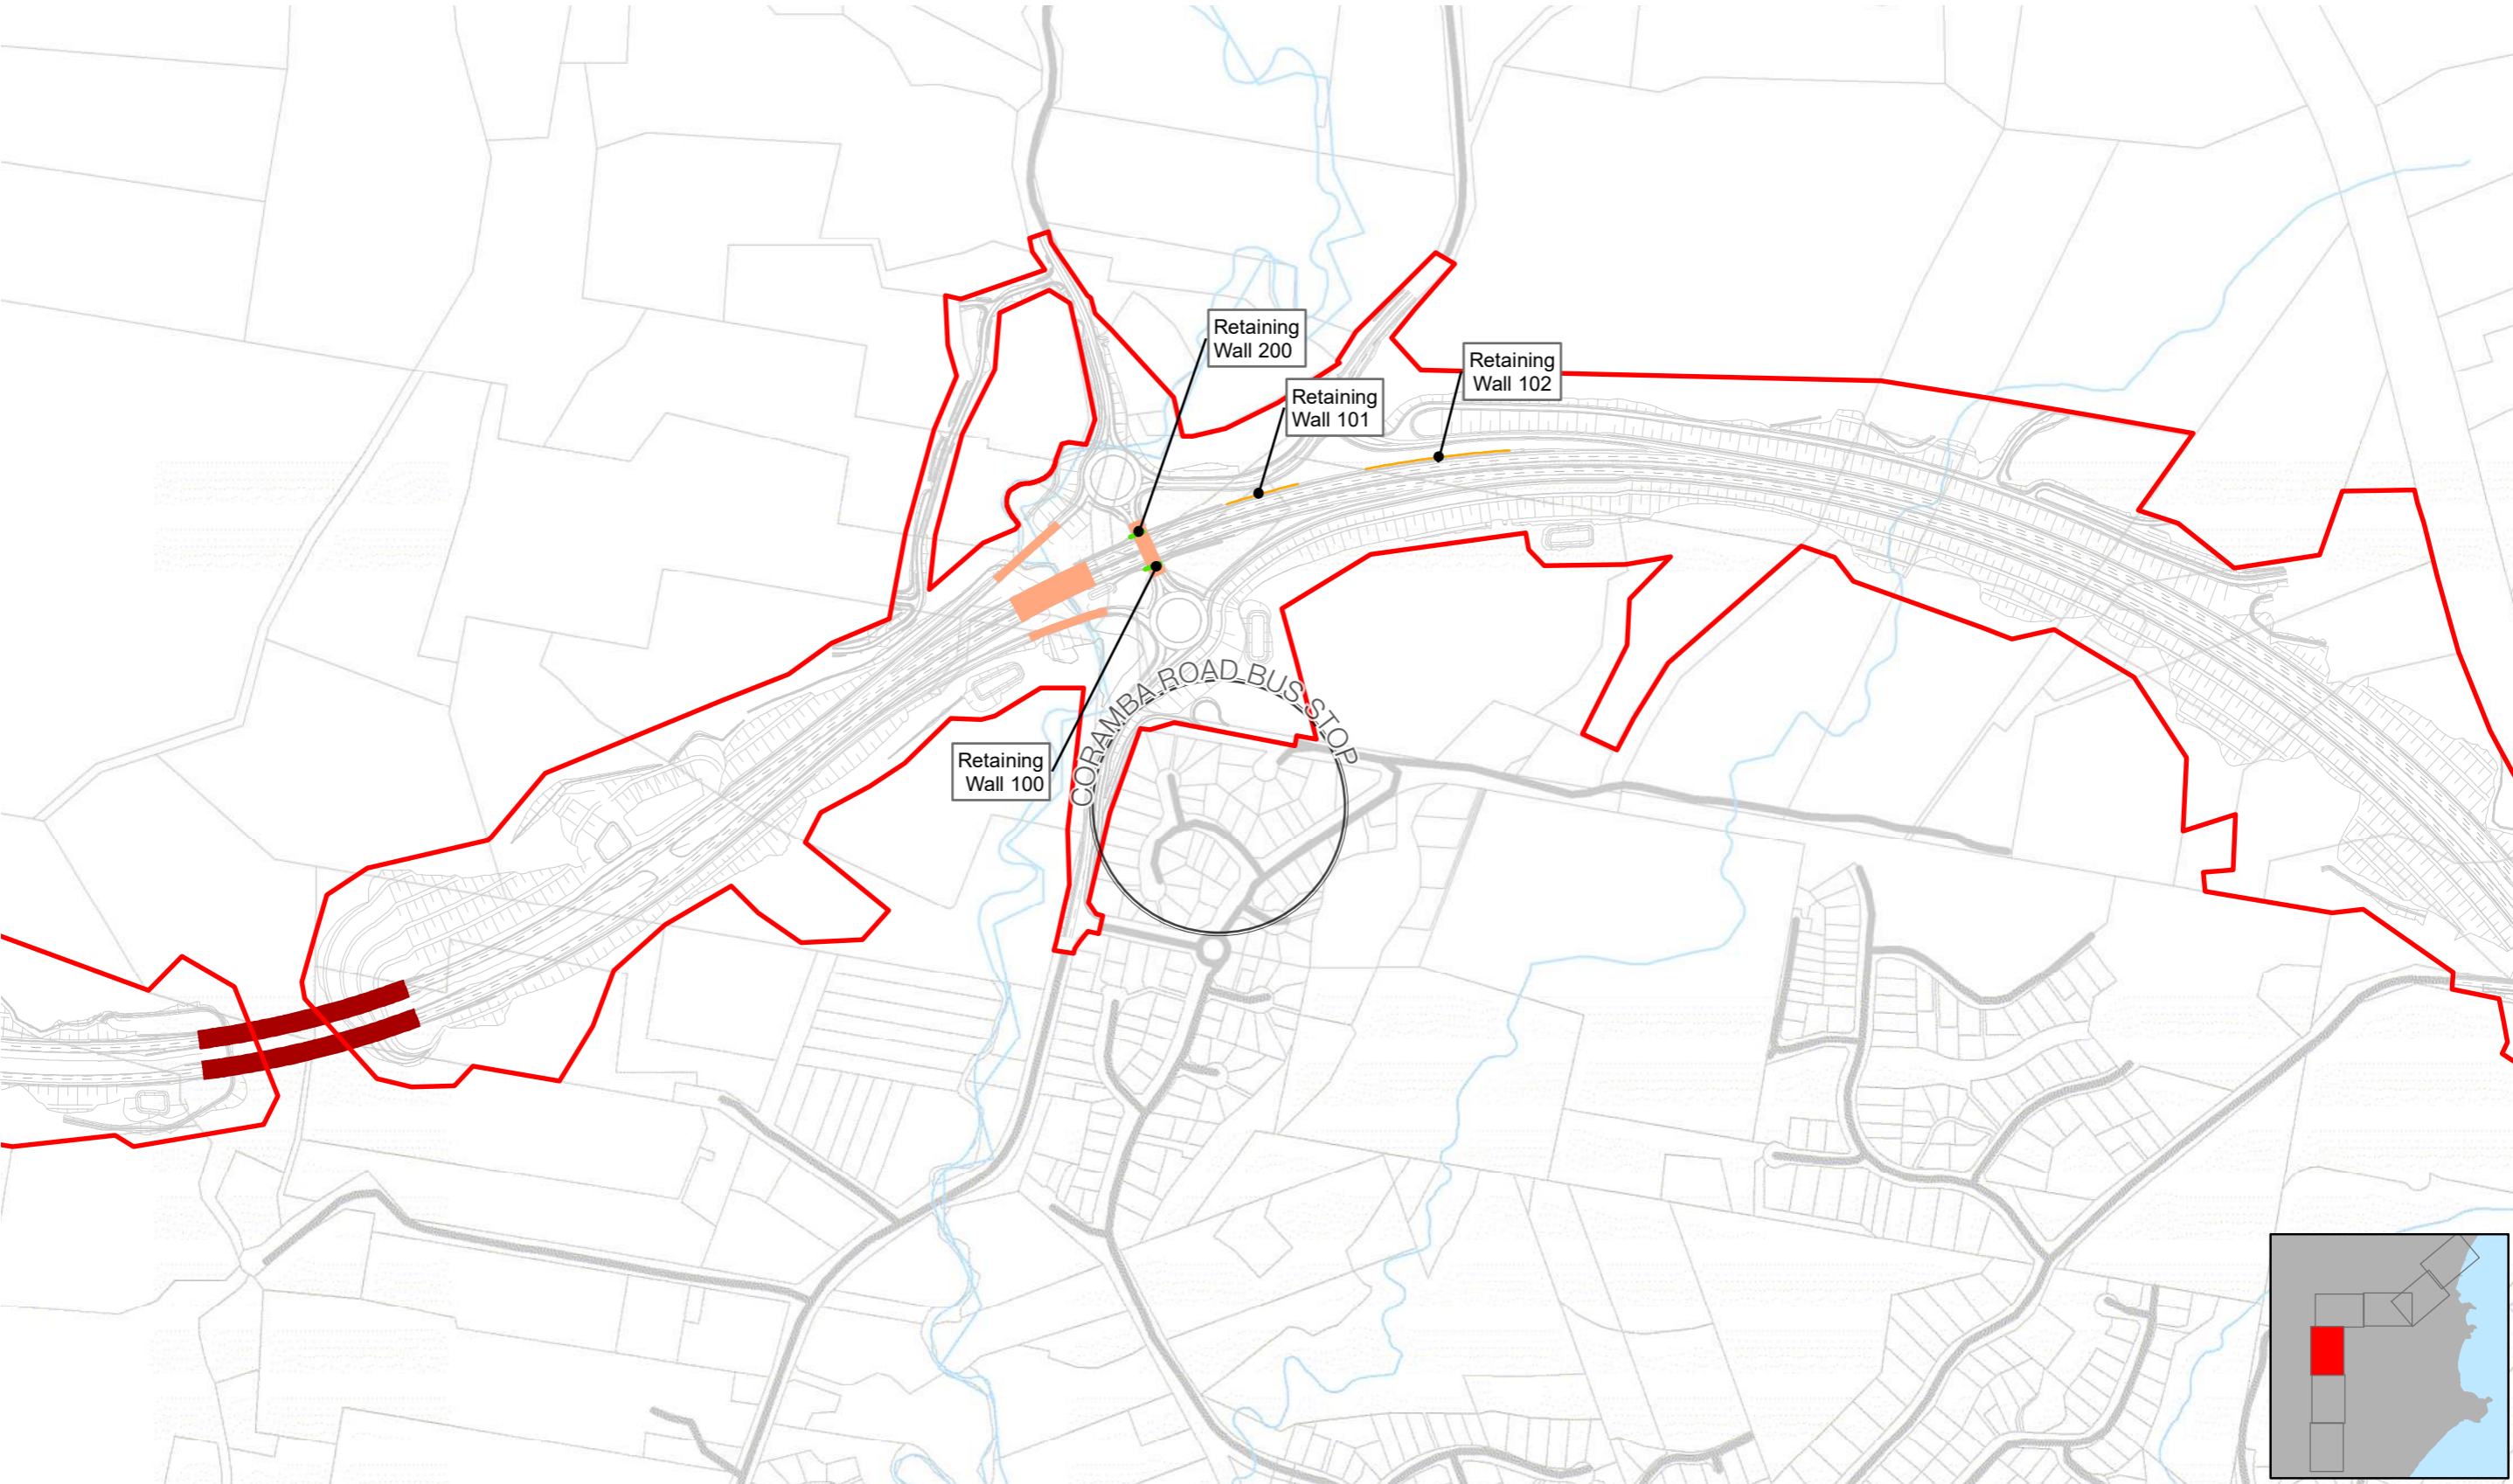 Retaining
Wall 200
Retaining
Wall 102
Retaining
Wall 101
CORAMBA ROAD BUS STOP
Retaining
Wall 100